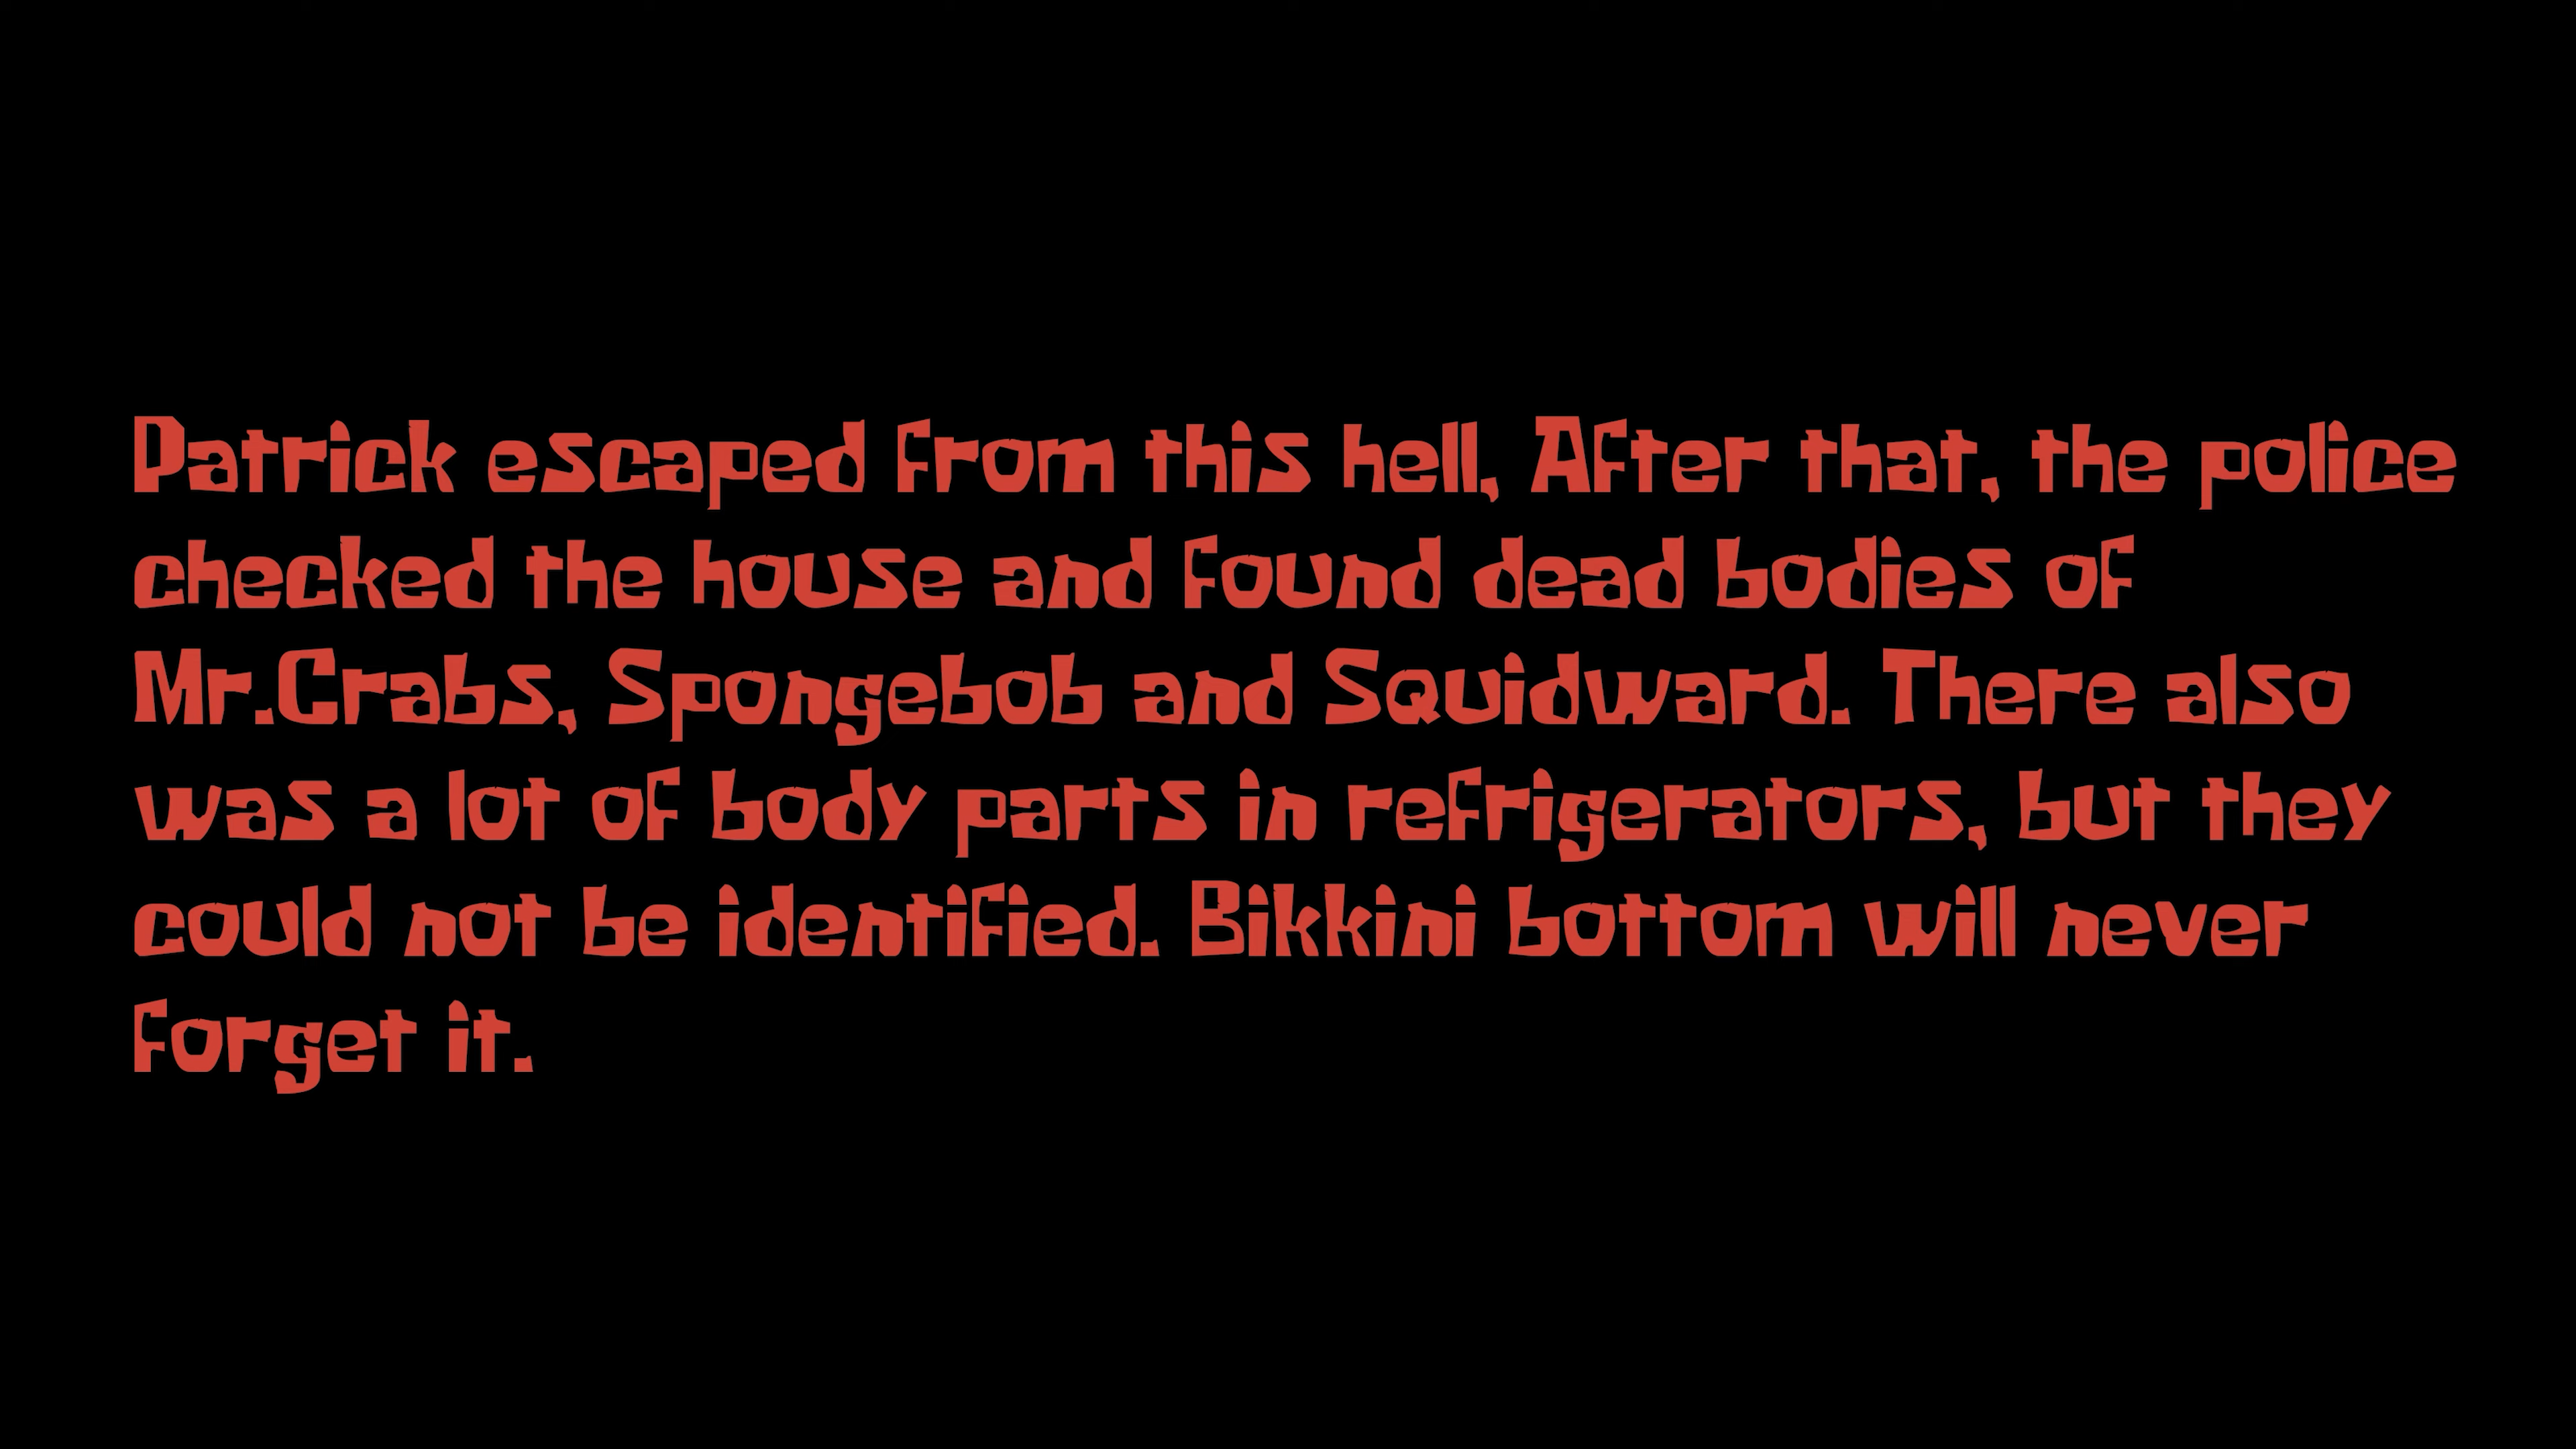 Patrick escaped from this hell, After that, the police
checked the house and found dead bodies of
Mr.Crabs, Spongebob and Squidward. There also
was a lot of body parts in refrigerators, but they
could not be identified. Bikkini bottom will never
forget it.